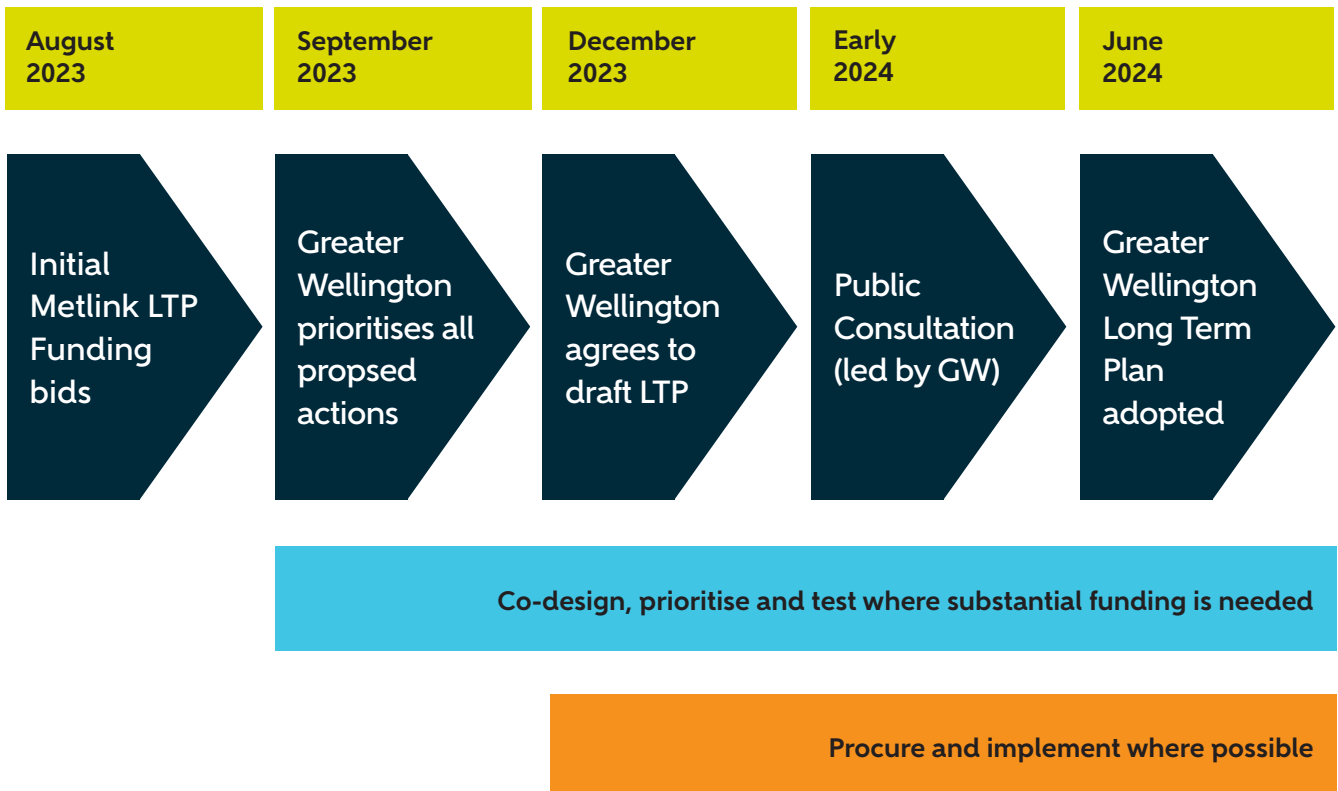 August
2023
September
2023
December
2023
Early
2024
June
2024
Initial
Metlink LTP
Funding
bids
Greater
Wellington
prioritises all
propsed
actions
Greater
Wellington
agrees to
draft LTP
Public
Consultation
(led by GW)
Greater
Wellington
Long Term
Plan
adopted
Co-design, prioritise and test where substantial funding is needed
Procure and implement where possible